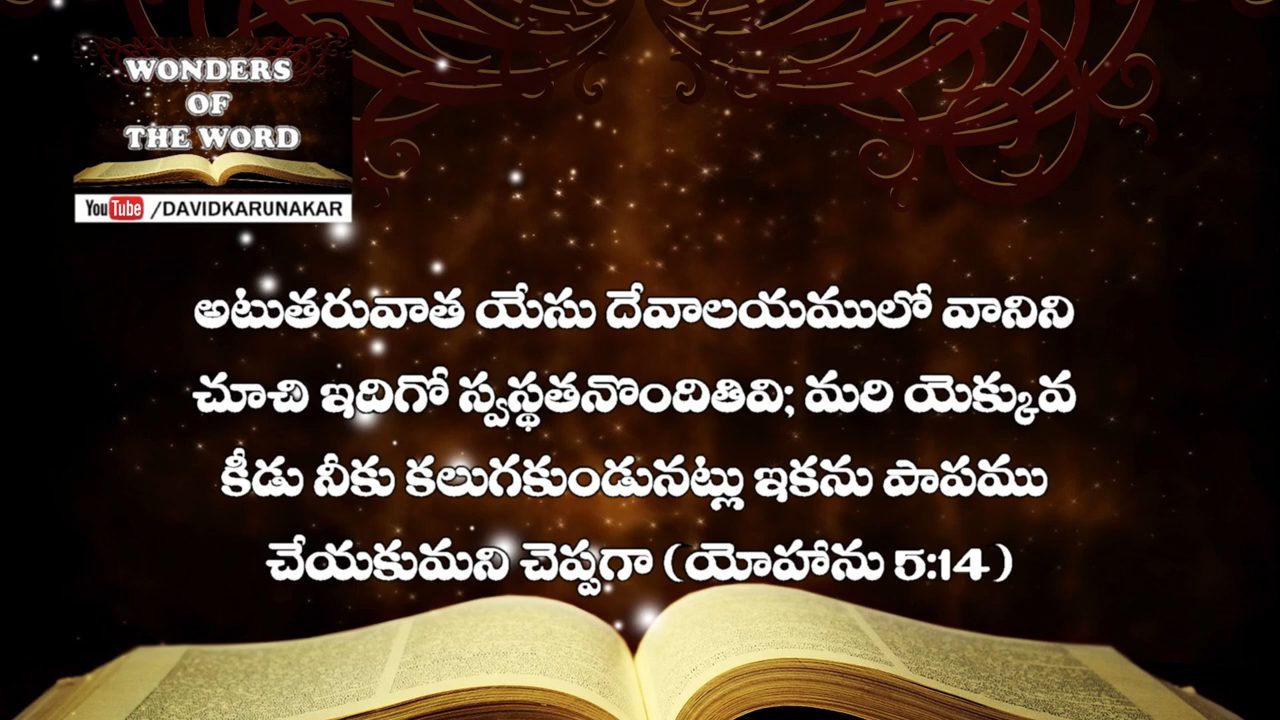 WONDERS
OF
THE WORD
YouTube /DAVIDKARUNAKAR
అటుతరువాత యేసు దేవాలయములో వానిని
చూచి ఇదిగో స్వస్థతనొందితివి; మరి యెక్కువ
కీడు నీకు కలుగకుండునట్లు ఇకను పాపము
చేయకుమని చెప్పగా (యోహాను 5:14)